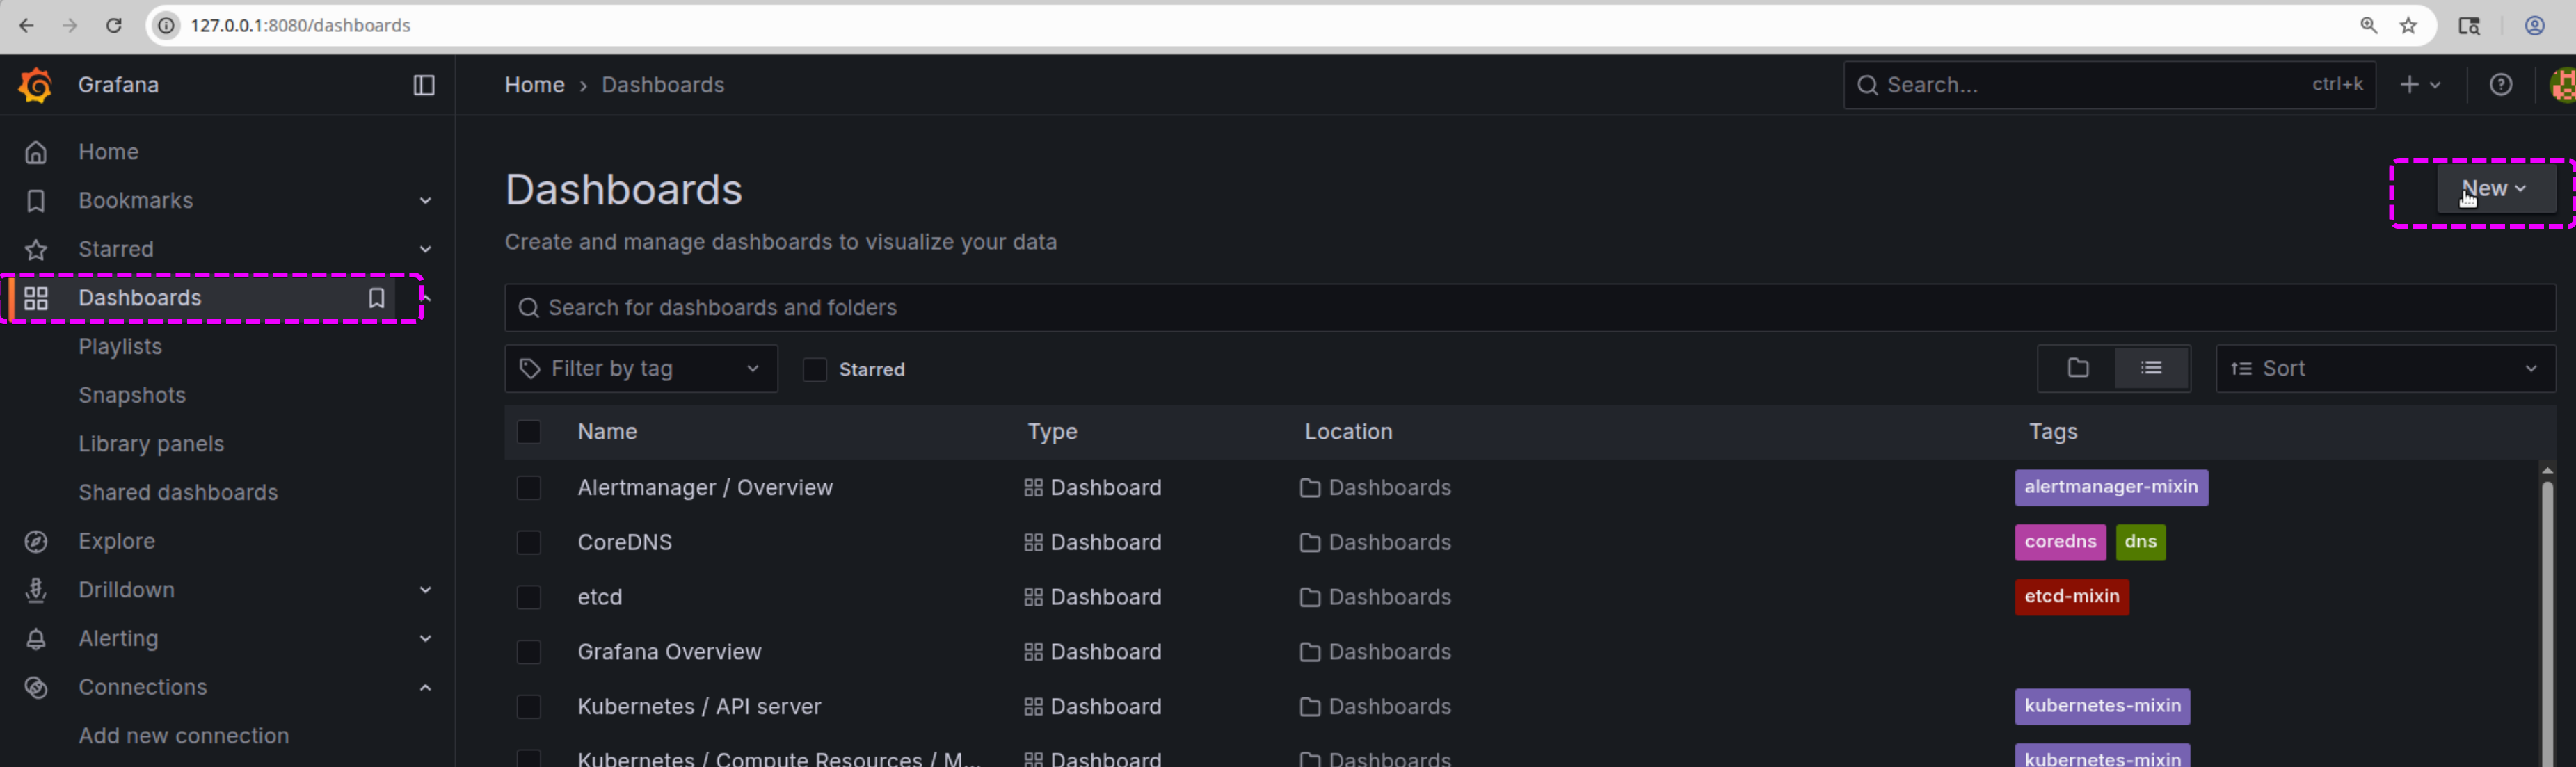 127.0.0.1:8080/dashboards
Grafana
Home › Dashboards
Search...
ctrl+k
Home
Bookmarks
Starred
Dashboards
Playlists
Snapshots
Library panels
Shared dashboards
Explore
Drilldown
Alerting
Connections
Add new connection
Dashboards
New
Create and manage dashboards to visualize your data
Search for dashboards and folders
Filter by tag
Starred
Sort
Name Type Location Tags
Alertmanager / Overview Dashboard Dashboards alertmanager-mixin
CoreDNS Dashboard Dashboards coredns dns
etcd Dashboard Dashboards etcd-mixin
Grafana Overview Dashboard Dashboards
Kubernetes / API server Dashboard Dashboards kubernetes-mixin
Kubernetes / Compute Resources / M... Dashboard Dashboards kubernetes-mixin